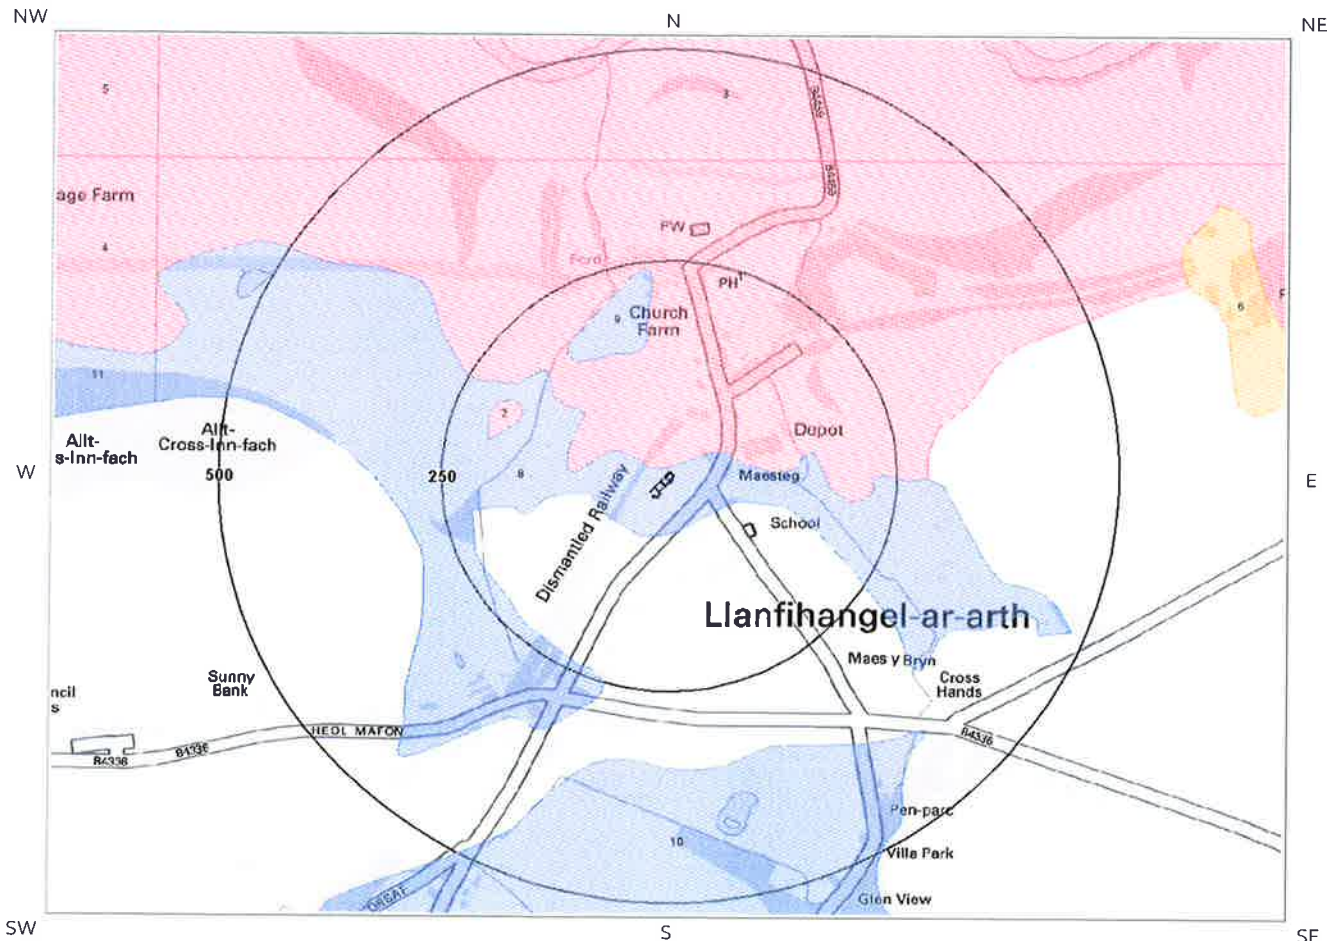 NW
N
NE
5
3
B4459
B4459
age Farm
PW
4
Ford
PH
6
9
Church
Farm
11
2
Allt-
Cross-Inn-fach
Allt-
s-Inn-fach
Depot
W
500
250
8
Maesteg
E
Dismantled Railway
School
Llanfihangel-ar-arth
Maes y Bryn
Sunny
Bank
Cross
Hands
ncil
s
HEOL MAFON
B4336
B4336
B4336
Pen-parc
10
Villa Park
Glen View
SW
S
SE